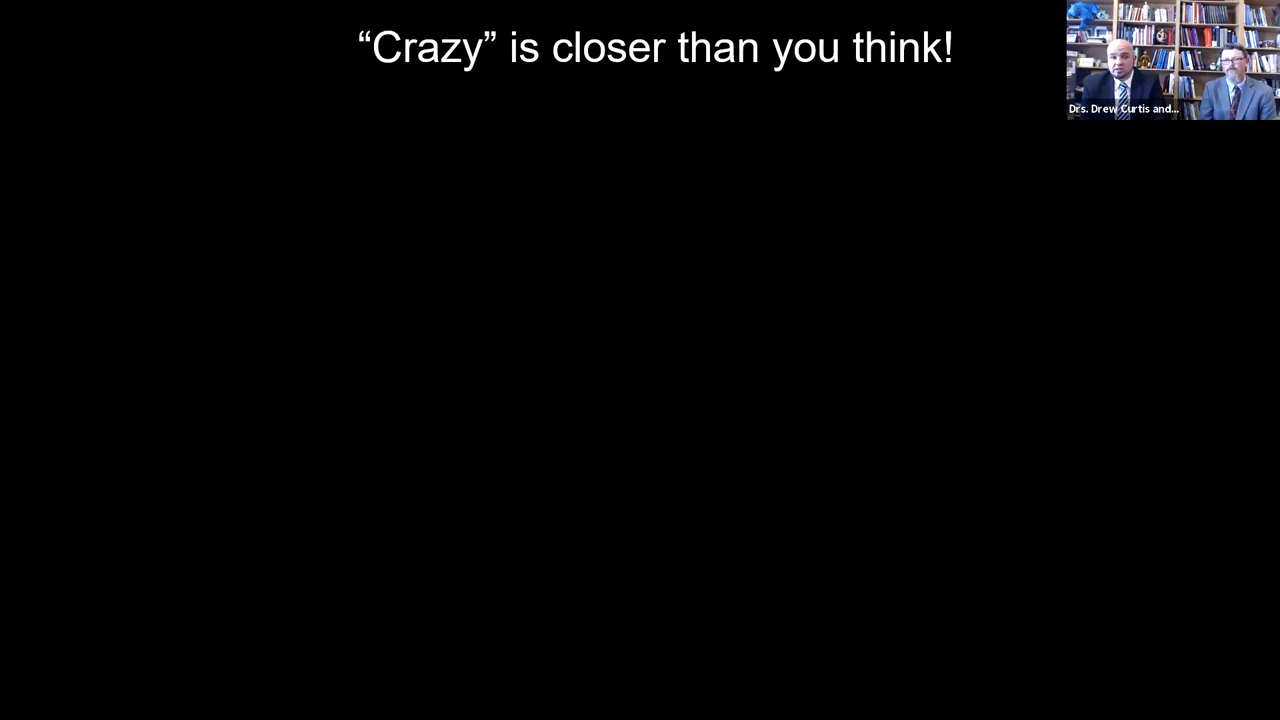 “Crazy” is closer than you think!
Drs. Drew Curtis and...